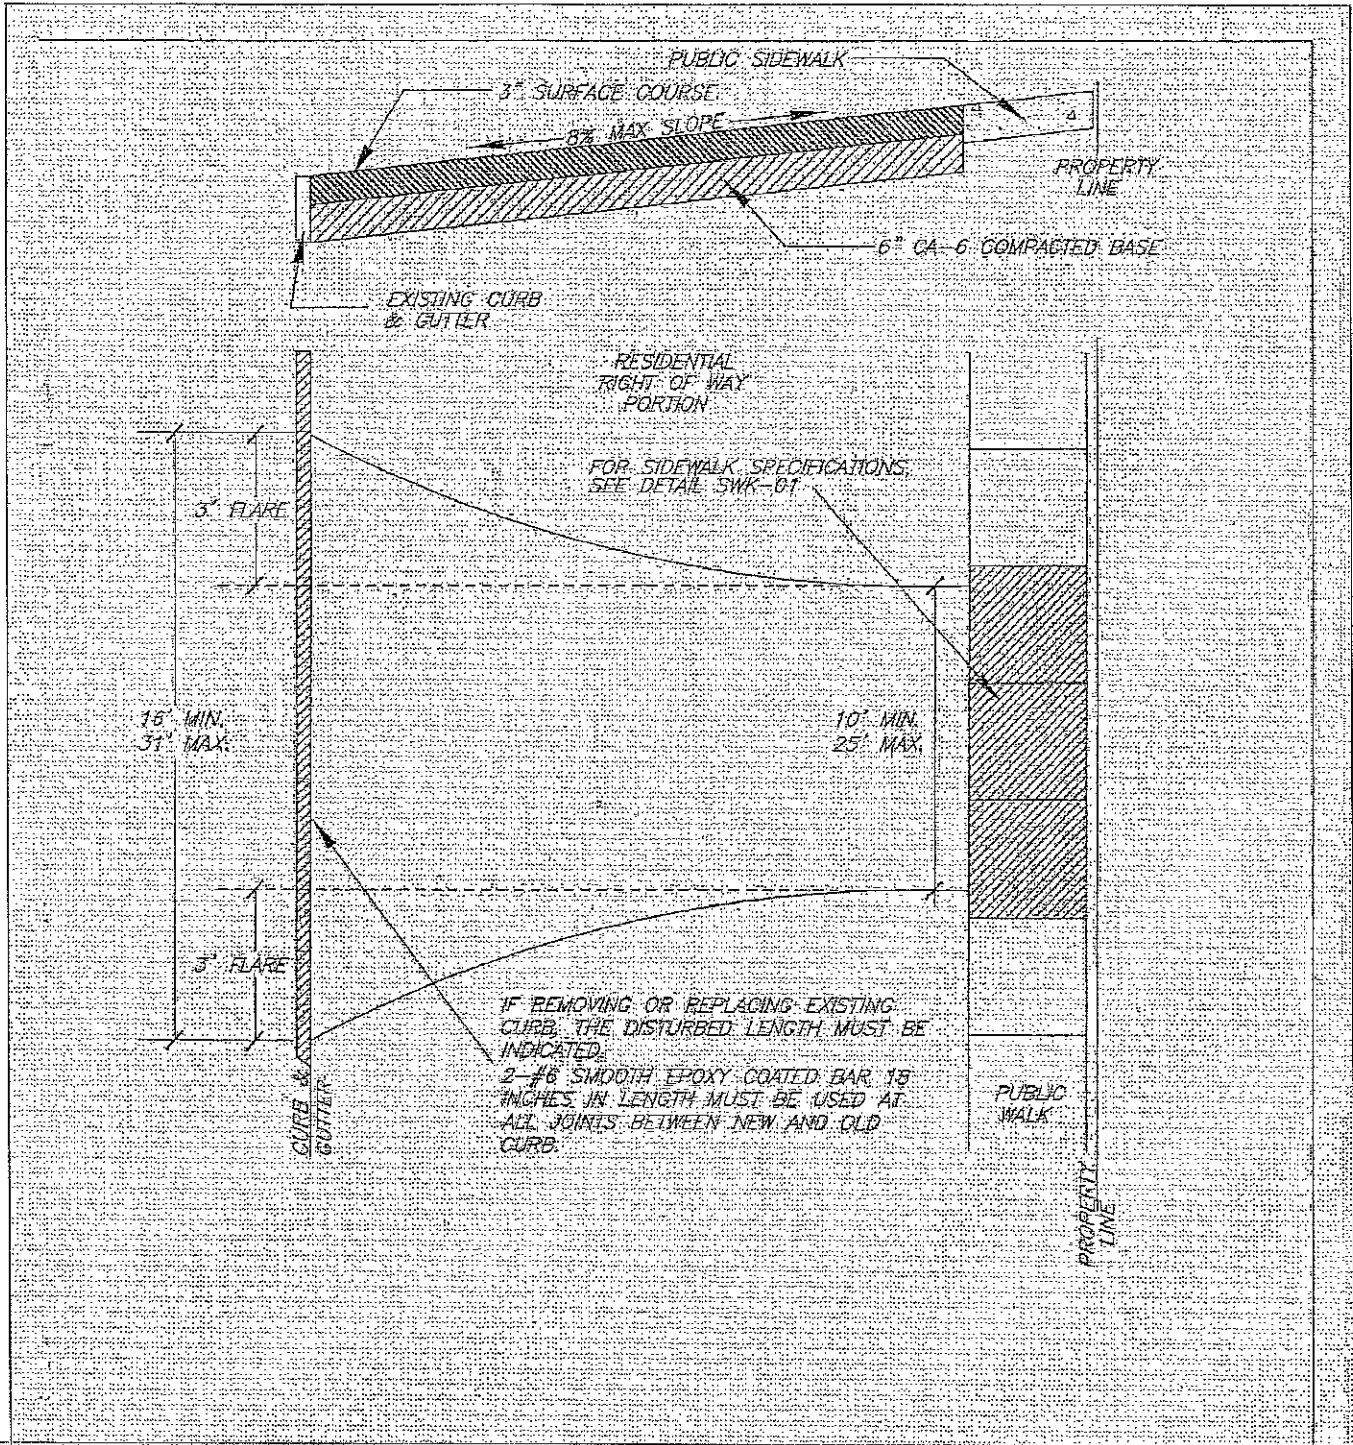 PUBLIC SIDEWALK
3" SURFACE COURSE
8% MAX SLOPE
PROPERTY
LINE
6" CA-6 COMPACTED BASE
EXISTING CURB
& GUTTER
RESIDENTIAL
RIGHT OF WAY
PORTION
FOR SIDEWALK SPECIFICATIONS,
SEE DETAIL SWK-01
3' FLARE
16' MIN.
31' MAX.
10' MIN.
25' MAX.
3' FLARE
IF REMOVING OR REPLACING EXISTING
CURB, THE DISTURBED LENGTH MUST BE
INDICATED.
2-#6 SMOOTH EPOXY COATED BAR 18
INCHES IN LENGTH MUST BE USED AT
ALL JOINTS BETWEEN NEW AND OLD
CURB.
CURB &
GUTTER
PUBLIC
WALK
PROPERTY
LINE